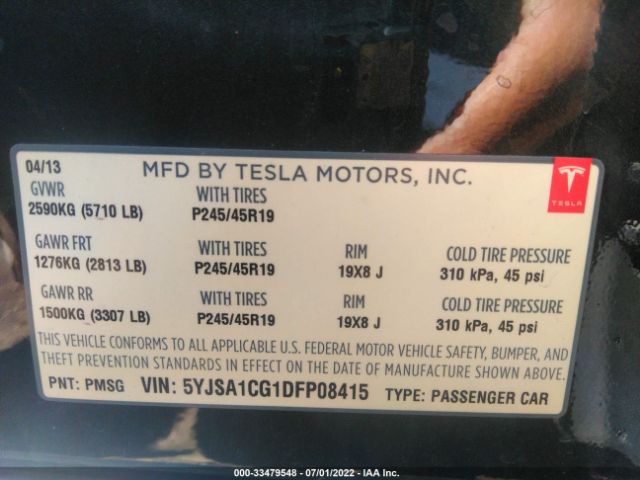 04/13 MFD BY TESLA MOTORS, INC.
TESLA
GVWR WITH TIRES
2590KG (5710 LB) P245/45R19
GAWR FRT WITH TIRES RIM COLD TIRE PRESSURE
1276KG (2813 LB) P245/45R19 19X8 J 310 kPa, 45 psi
GAWR RR WITH TIRES RIM COLD TIRE PRESSURE
1500KG (3307 LB) P245/45R19 19X8 J 310 kPa, 45 psi
THIS VEHICLE CONFORMS TO ALL APPLICABLE U.S. FEDERAL MOTOR VEHICLE SAFETY, BUMPER, AND
THEFT PREVENTION STANDARDS IN EFFECT ON THE DATE OF MANUFACTURE SHOWN ABOVE.
PNT: PMSG VIN: 5YJSA1CG1DFP08415 TYPE: PASSENGER CAR
000-33479548 - 07/01/2022 - IAA Inc.